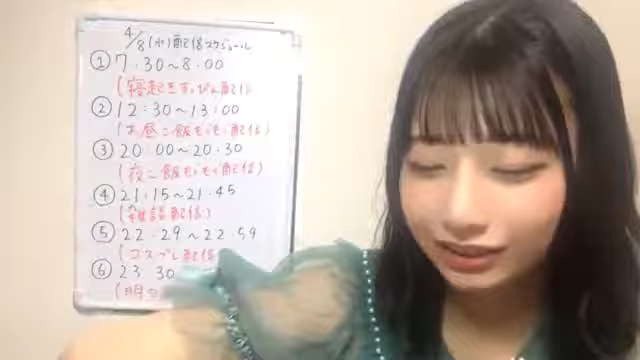 4/8(水)配信スケジュール
① 7:30~8:00
(寝起きすっぴん配信
② 12:30~13:00
(お昼ご飯もぐもぐ配信)
③ 20:00~20:30
(夜ご飯もぐもぐ配信)
④ 21:15~21:45
(雑談配信)
⑤ 22:29~22:59
(コスプレ配信
⑥ 23 30
(明